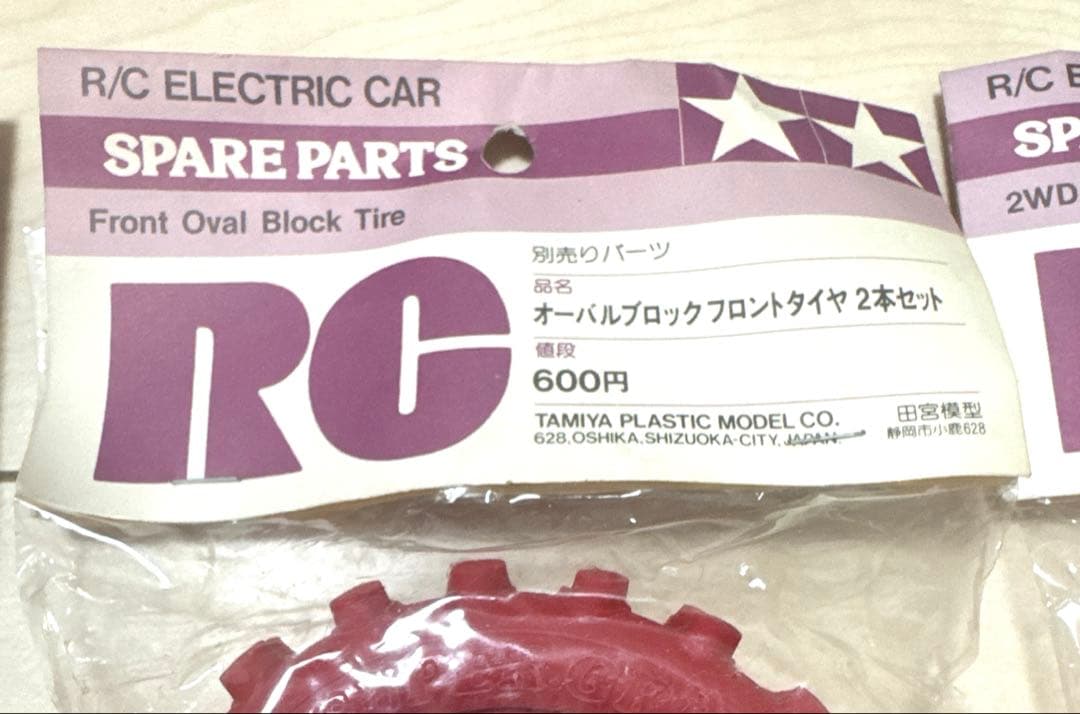 R/C ELECTRIC CAR
SPARE PARTS
Front Oval Block Tire
RC
別売りパーツ
品名
オーバルブロックフロントタイヤ 2本セット
値段
600円
TAMIYA PLASTIC MODEL CO.
628, OSHIKA, SHIZUOKA-CITY, JAPAN.
田宮模型
静岡市小鹿628
R/C E
SP
2WD